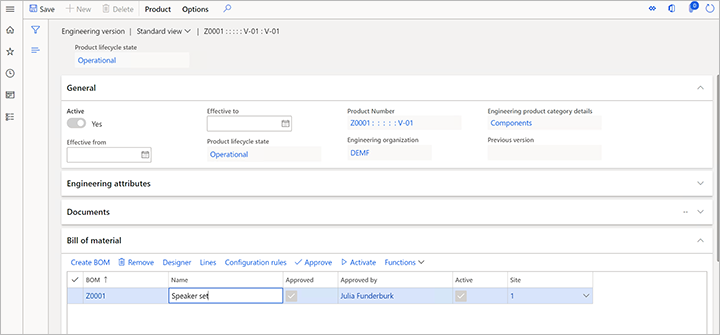 Save New Delete Product Options 0
Engineering version | Standard view | Z0001 : : : : : V-01 : V-01
Product lifecycle state
Operational
General
Active Effective to Product Number Engineering product category details
Yes Z0001 : : : : : V-01 Components
Effective from Product lifecycle state Engineering organization Previous version
Operational DEMF
Engineering attributes
Documents --
Bill of material
Create BOM Remove Designer Lines Configuration rules Approve Activate Functions
BOM ↑ Name Approved Approved by Active Site
Z0001 Speaker set Julia Funderburk 1